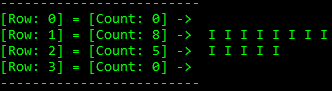 --------------------------
[Row: 0] = [Count: 0] ->
[Row: 1] = [Count: 8] ->  I I I I I I I I
[Row: 2] = [Count: 5] ->  I I I I I
[Row: 3] = [Count: 0] ->
--------------------------